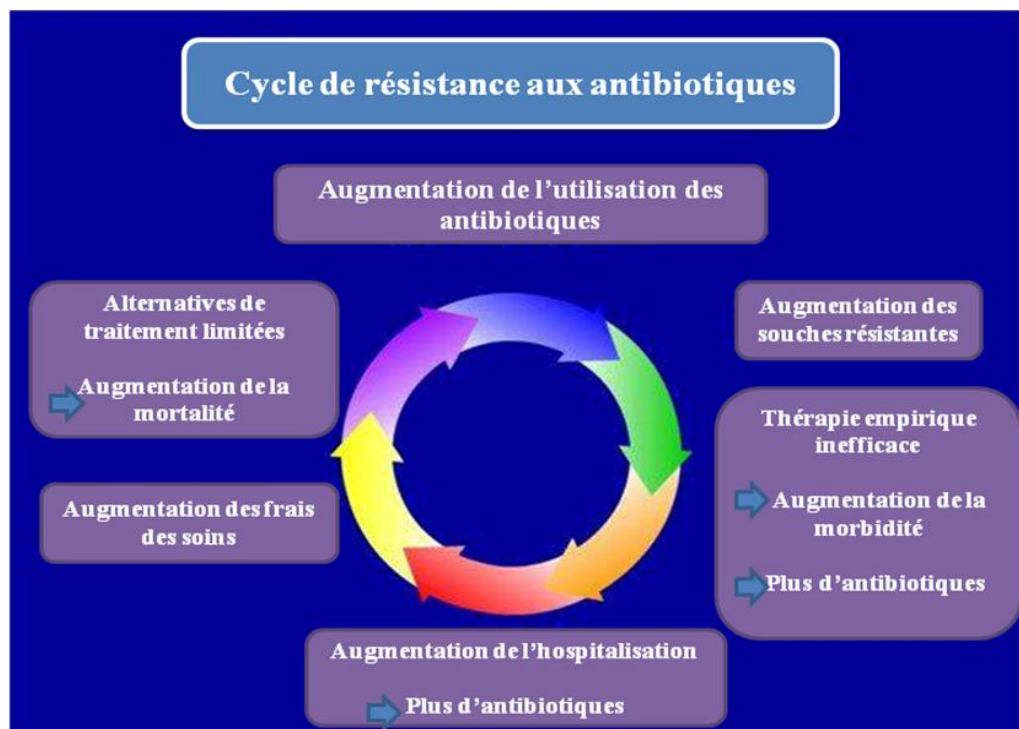 Cycle de résistance aux antibiotiques
Augmentation de l’utilisation des
antibiotiques
Augmentation des
souches résistantes
Thérapie empirique
inefficace
Augmentation de la
morbidité
Plus d’antibiotiques
Augmentation de l’hospitalisation
Plus d’antibiotiques
Augmentation des frais
des soins
Alternatives de
traitement limitées
Augmentation de la
mortalité